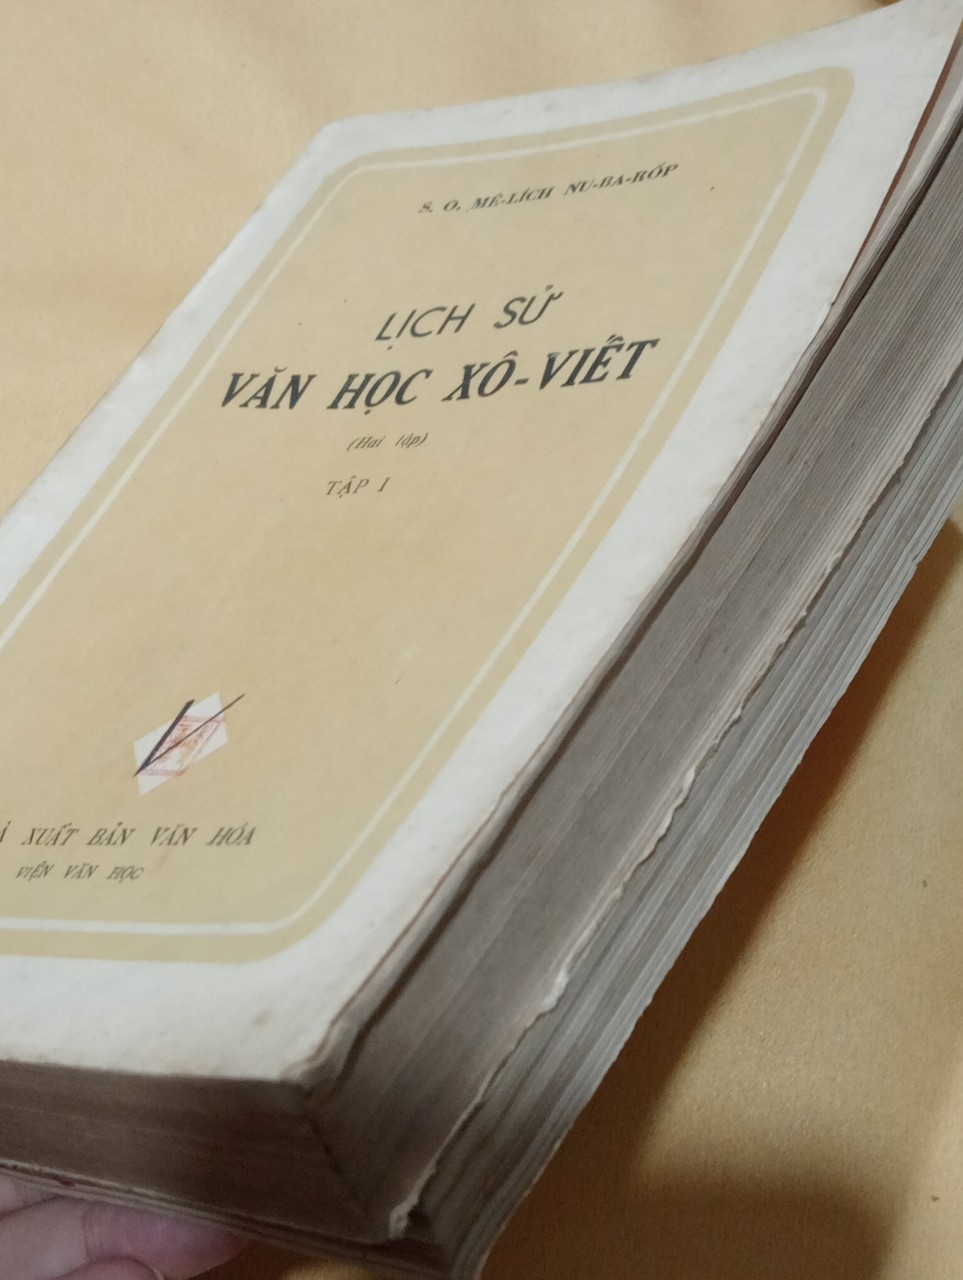 S. O. MÊ-LÍCH NU-BA-RỐP
LỊCH SỬ
VĂN HỌC XÔ-VIẾT
(Hai tập)
TẬP I
XUẤT BẢN VĂN HÓA
VIỆN VĂN HỌC